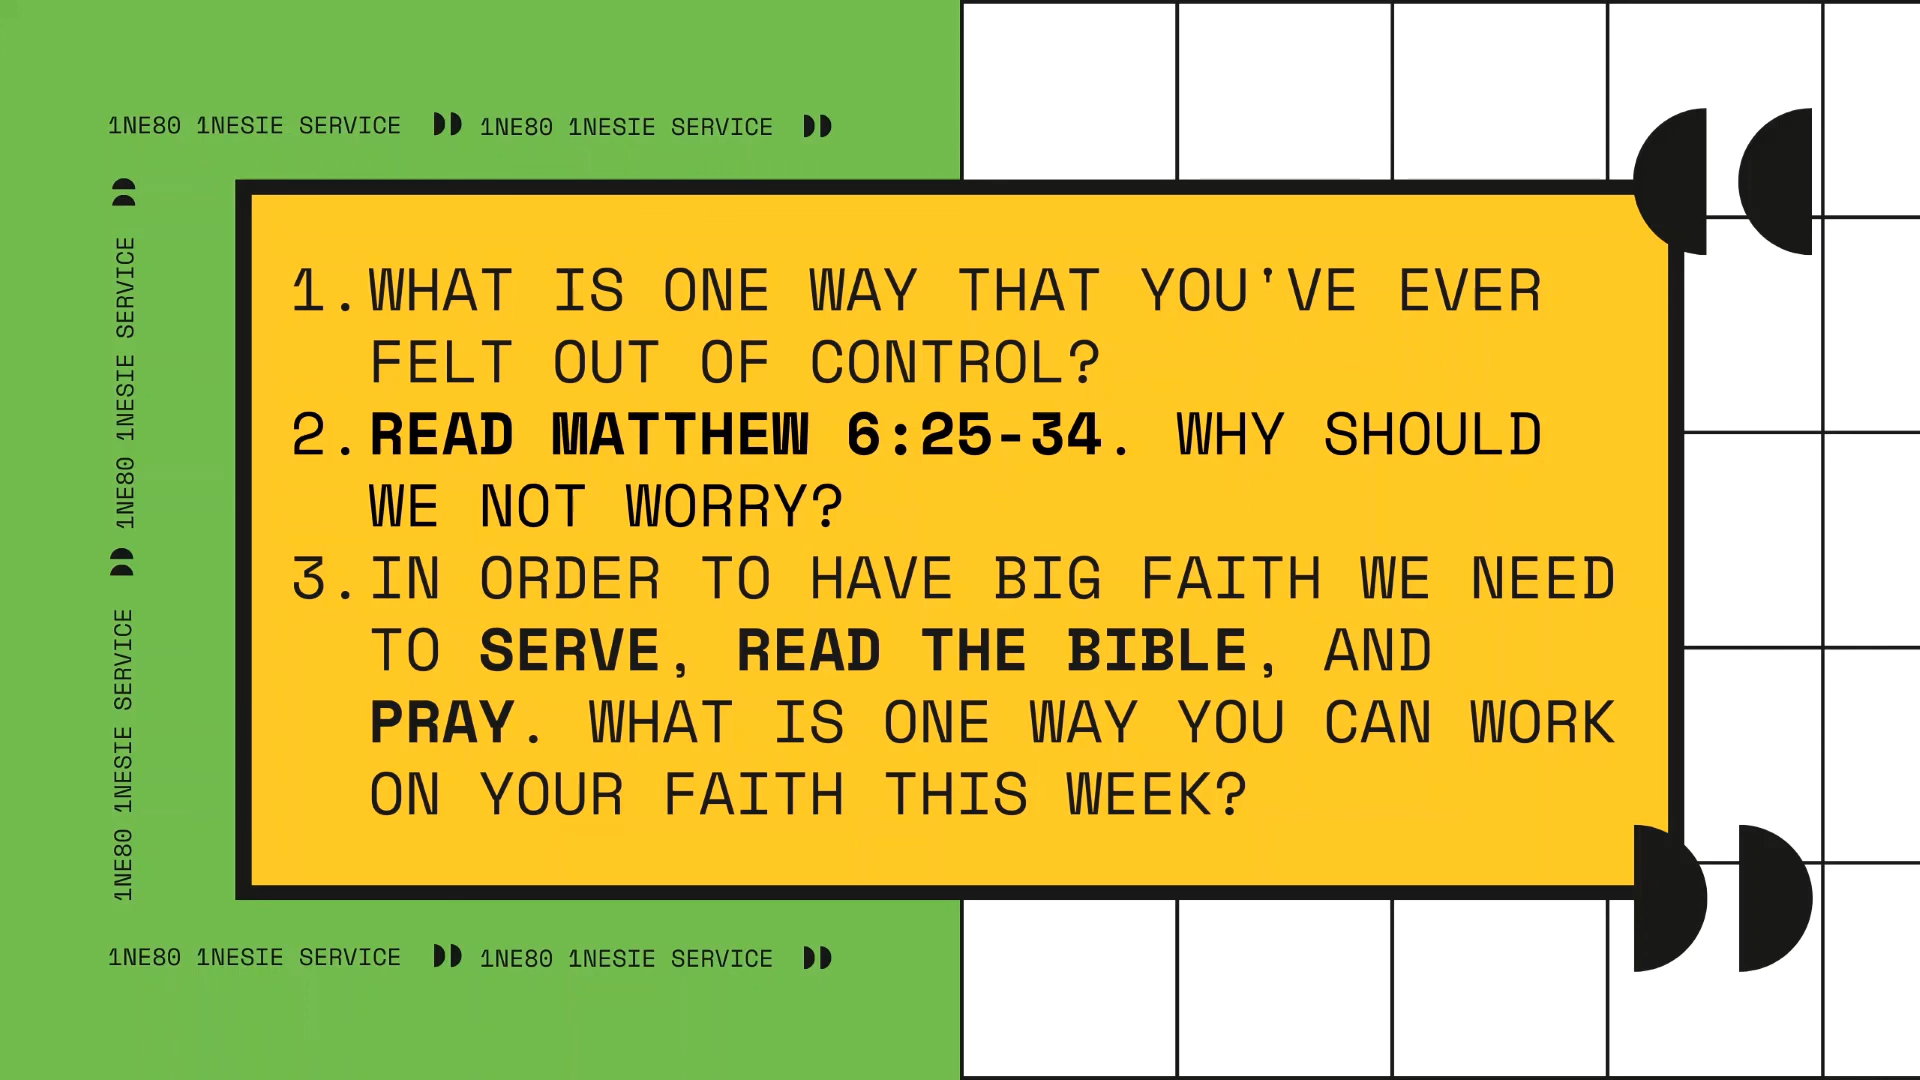 1NE80 1NESIE SERVICE 1NE80 1NESIE SERVICE
1NE80 1NESIE SERVICE 1NE80 1NESIE SERVICE
1.WHAT IS ONE WAY THAT YOU'VE EVER
FELT OUT OF CONTROL?
2.READ MATTHEW 6:25-34. WHY SHOULD
WE NOT WORRY?
3.IN ORDER TO HAVE BIG FAITH WE NEED
TO SERVE, READ THE BIBLE, AND
PRAY. WHAT IS ONE WAY YOU CAN WORK
ON YOUR FAITH THIS WEEK?
1NE80 1NESIE SERVICE 1NE80 1NESIE SERVICE